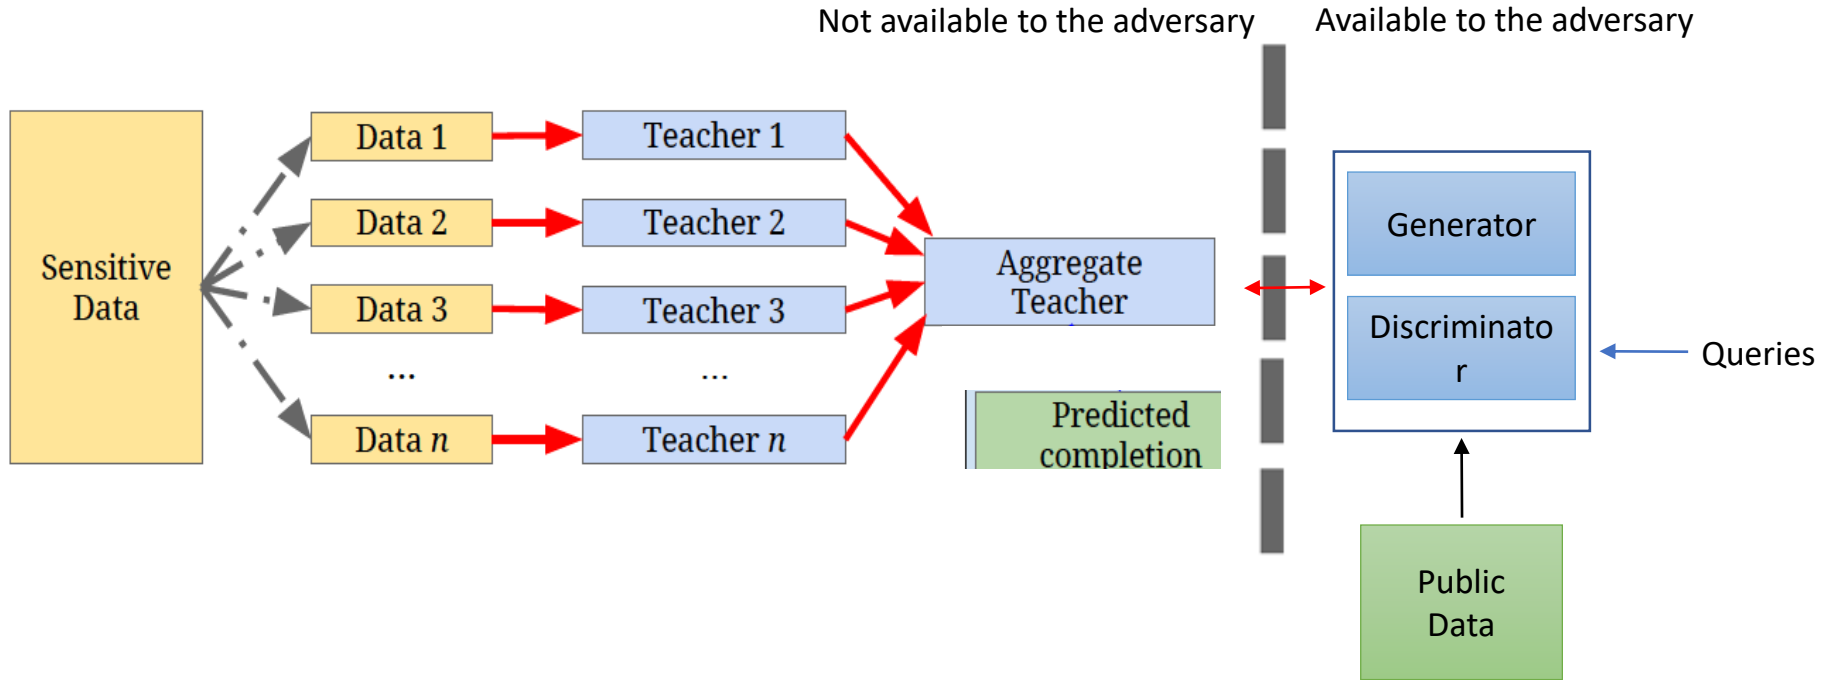 Not available to the adversary
Available to the adversary
Sensitive
Data
Data 1
Teacher 1
Data 2
Teacher 2
Data 3
Teacher 3
...
...
Data n
Teacher n
Aggregate
Teacher
Predicted
completion
Generator
Discriminato
r
Queries
Public
Data